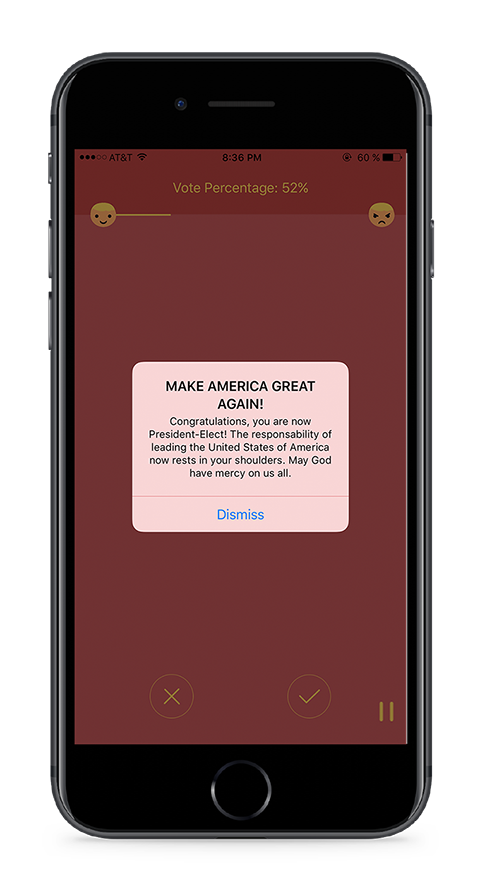 AT&T 8:36 PM 60 %
Vote Percentage: 52%
MAKE AMERICA GREAT
AGAIN!
Congratulations, you are now
President-Elect! The responsability of
leading the United States of America
now rests in your shoulders. May God
have mercy on us all.
Dismiss